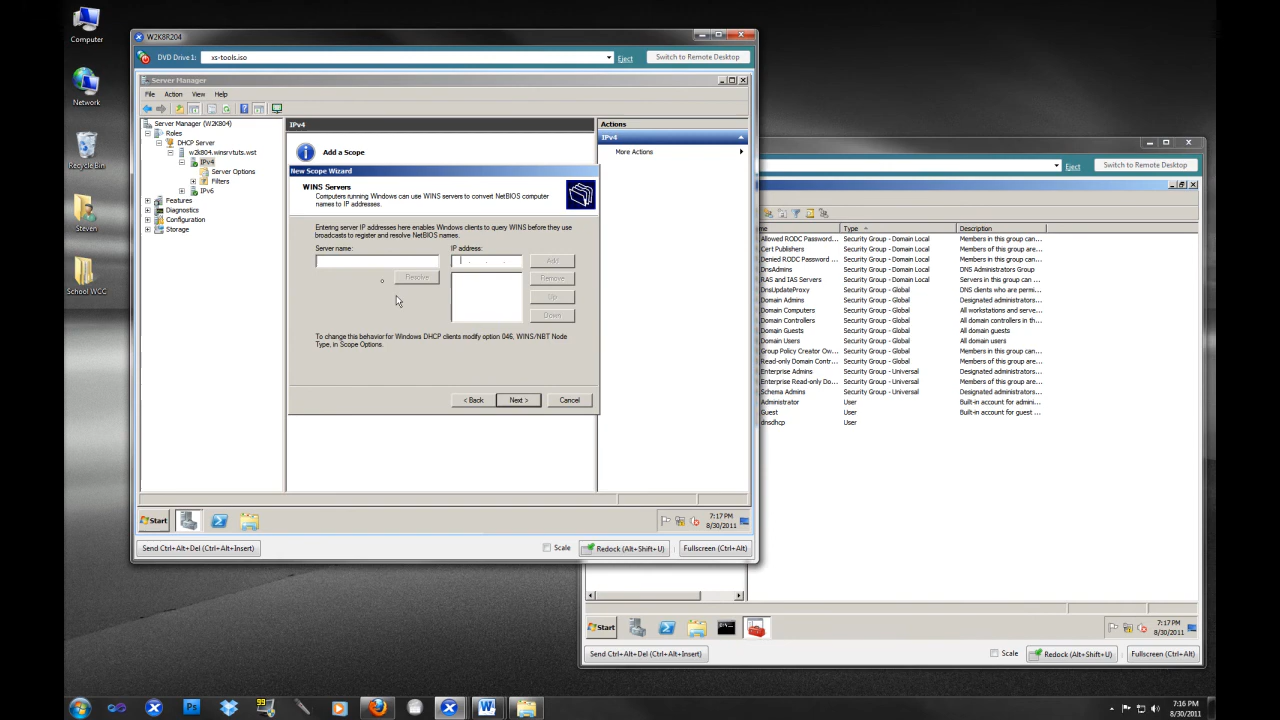 Computer
Network
Recycle Bin
Steven
School WCC
W2K8R204
DVD Drive 1:
xs-tools.iso
Eject
Switch to Remote Desktop
Server Manager
File Action View Help
Server Manager (W2K804)
Roles
DHCP Server
w2k804.winsrvtuts.wst
IPv4
Server Options
Filters
IPv6
Features
Diagnostics
Configuration
Storage
IPv4
Add a Scope
New Scope Wizard
WINS Servers
Computers running Windows can use WINS servers to convert NetBIOS computer
names to IP addresses.
Entering server IP addresses here enables Windows clients to query WINS before they use
broadcasts to register and resolve NetBIOS names.
Server name:
IP address:
Add
Resolve
Remove
Up
Down
To change this behavior for Windows DHCP clients modify option 046, WINS/NBT Node
Type, in Scope Options.
< Back
Next >
Cancel
Actions
IPv4
More Actions
Start
7:17 PM
8/30/2011
Send Ctrl+Alt+Del (Ctrl+Alt+Insert)
Scale
Redock (Alt+Shift+U)
Fullscreen (Ctrl+Alt)
Eject
Switch to Remote Desktop
me Type Description
Allowed RODC Password... Security Group - Domain Local Members in this group can...
Cert Publishers Security Group - Domain Local Members of this group are...
Denied RODC Password... Security Group - Domain Local Members in this group can...
DnsAdmins Security Group - Domain Local DNS Administrators Group
RAS and IAS Servers Security Group - Domain Local Servers in this group can ...
DnsUpdateProxy Security Group - Global DNS clients who are permi...
Domain Admins Security Group - Global Designated administrators...
Domain Computers Security Group - Global All workstations and serve...
Domain Controllers Security Group - Global All domain controllers in th...
Domain Guests Security Group - Global All domain guests
Domain Users Security Group - Global All domain users
Group Policy Creator Ow... Security Group - Global Members in this group can...
Read-only Domain Contr... Security Group - Global Members of this group are...
Enterprise Admins Security Group - Universal Designated administrators...
Enterprise Read-only Do... Security Group - Universal Members of this group are...
Schema Admins Security Group - Universal Designated administrators...
Administrator User Built-in account for admini...
Guest User Built-in account for guest ...
dnsdhcp User
Start
7:17 PM
8/30/2011
Send Ctrl+Alt+Del (Ctrl+Alt+Insert)
Scale
Redock (Alt+Shift+U)
Fullscreen (Ctrl+Alt)
99
Ps
7:16 PM
8/30/2011